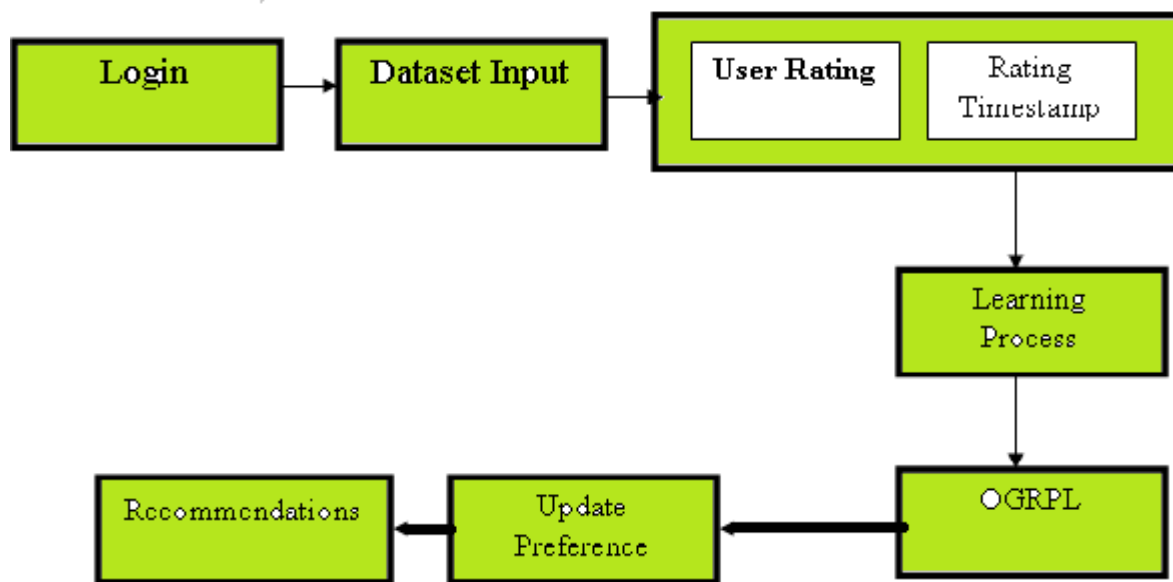 Login
Dataset Input
User Rating
Rating
Timestamp
Learning
Process
OGRPL
Update
Preference
Recommendations